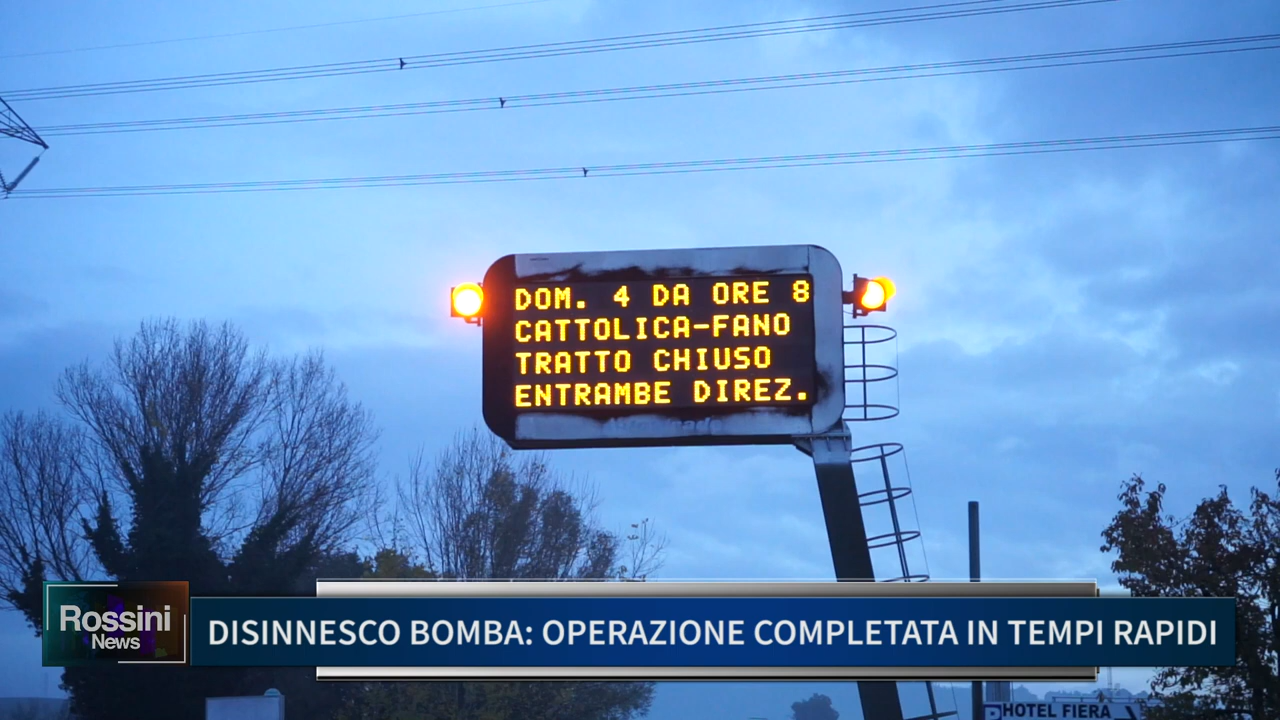 DOM. 4 DA ORE 8
CATTOLICA-FANO
TRATTO CHIUSO
ENTRAMBE DIREZ.
Rossini
News
DISINNESCO BOMBA: OPERAZIONE COMPLETATA IN TEMPI RAPIDI
HOTEL FIERA